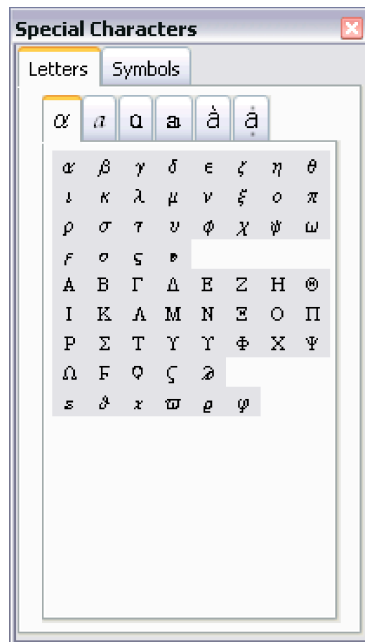 Special Characters
Letters Symbols
α a a a à ạ̊
α β γ δ ϵ ζ η θ
ι κ λ μ ν ξ ο π
ρ σ τ υ ϕ χ ψ ω
Α Β Γ Δ Ε Ζ Η Θ
Ι Κ Λ Μ Ν Ξ Ο Π
Ρ Σ Τ Υ ϒ Φ Χ Ψ
Ω Ϝ Ϙ Ϛ Ϡ
ε ϑ ϰ ϖ ϱ φ